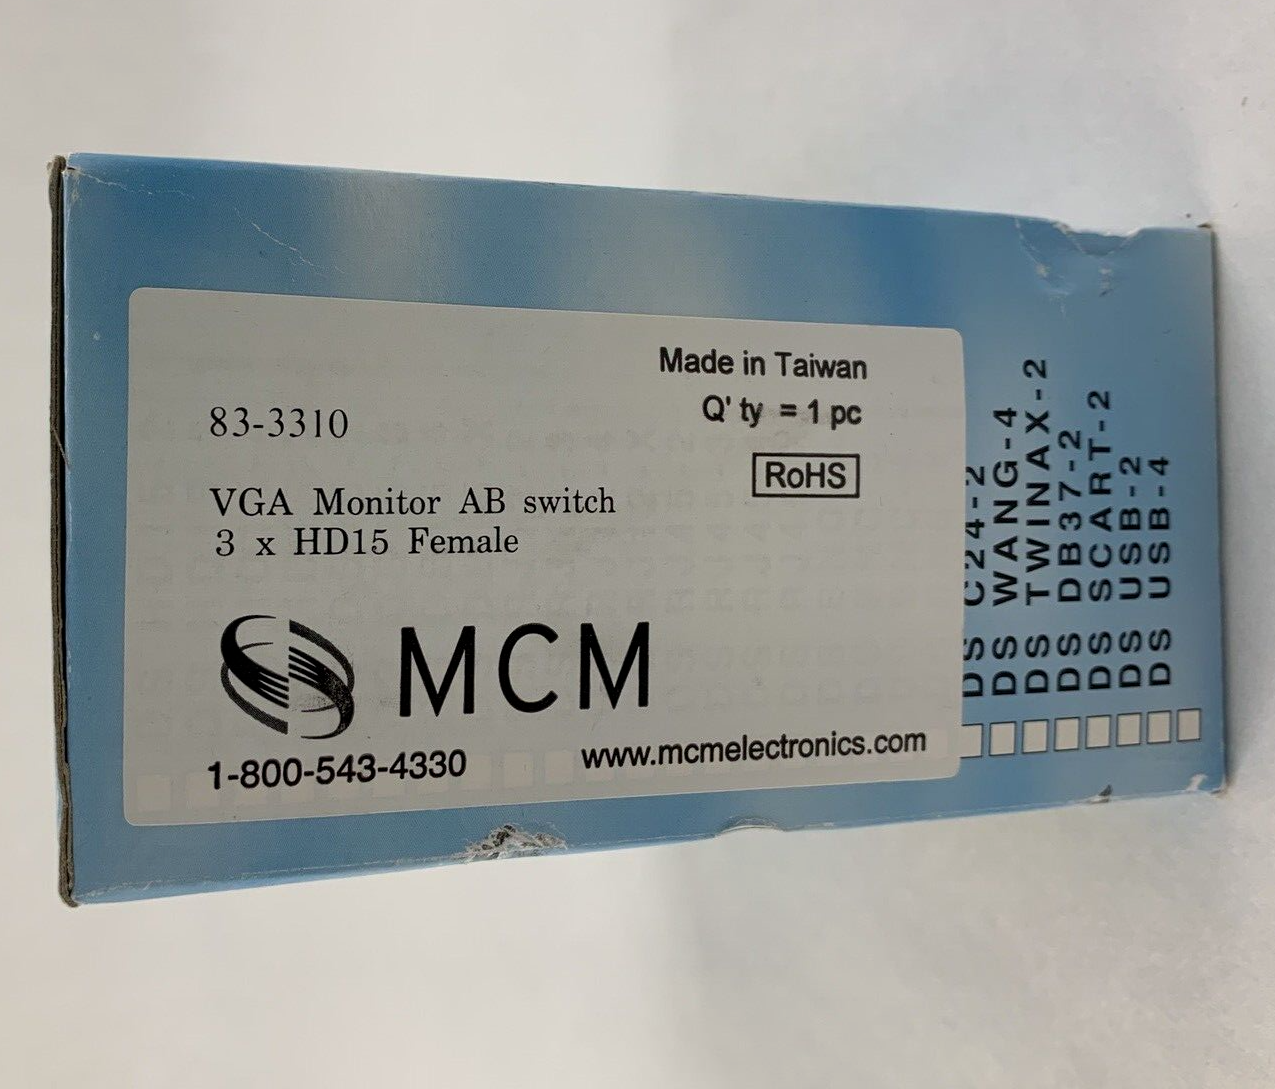 Made in Taiwan
Q' ty = 1 pc
RoHS
83-3310
VGA Monitor AB switch
3 x HD15 Female
MCM
1-800-543-4330
www.mcmelectronics.com
DS C24-2
DS WANG-4
DS TWINAX-2
DS DB37-2
DS SCART-2
DS USB-2
DS USB-4